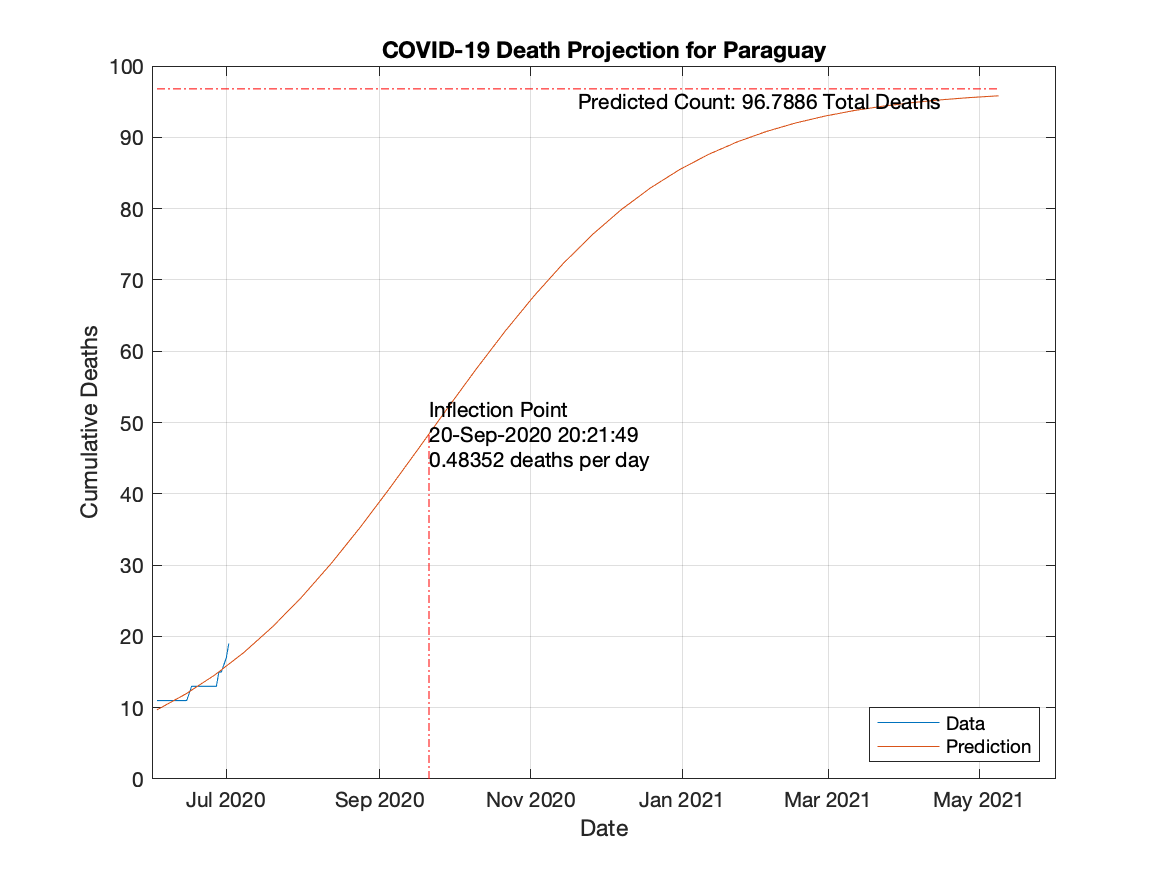 COVID-19 Death Projection for Paraguay
100
90
80
70
60
50
40
30
20
10
0
Cumulative Deaths
Predicted Count: 96.7886 Total Deaths
Inflection Point
20-Sep-2020 20:21:49
0.48352 deaths per day
Data
Prediction
Jul 2020
Sep 2020
Nov 2020
Jan 2021
Mar 2021
May 2021
Date